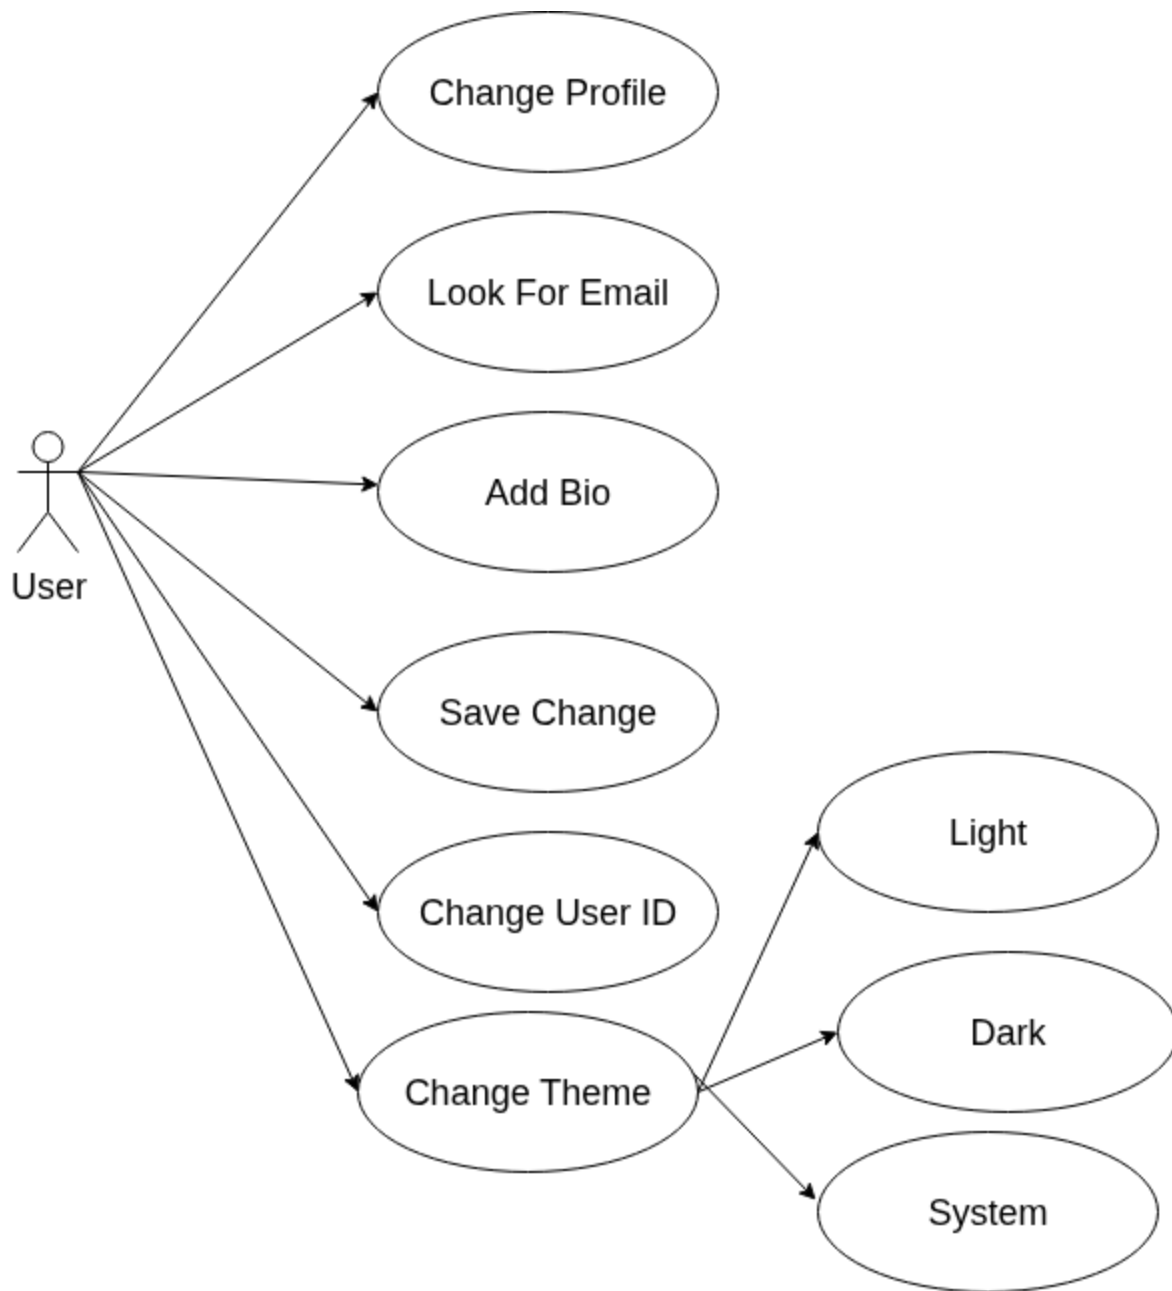 Change Profile
Look For Email
Add Bio
User
Save Change
Light
Change User ID
Dark
Change Theme
System